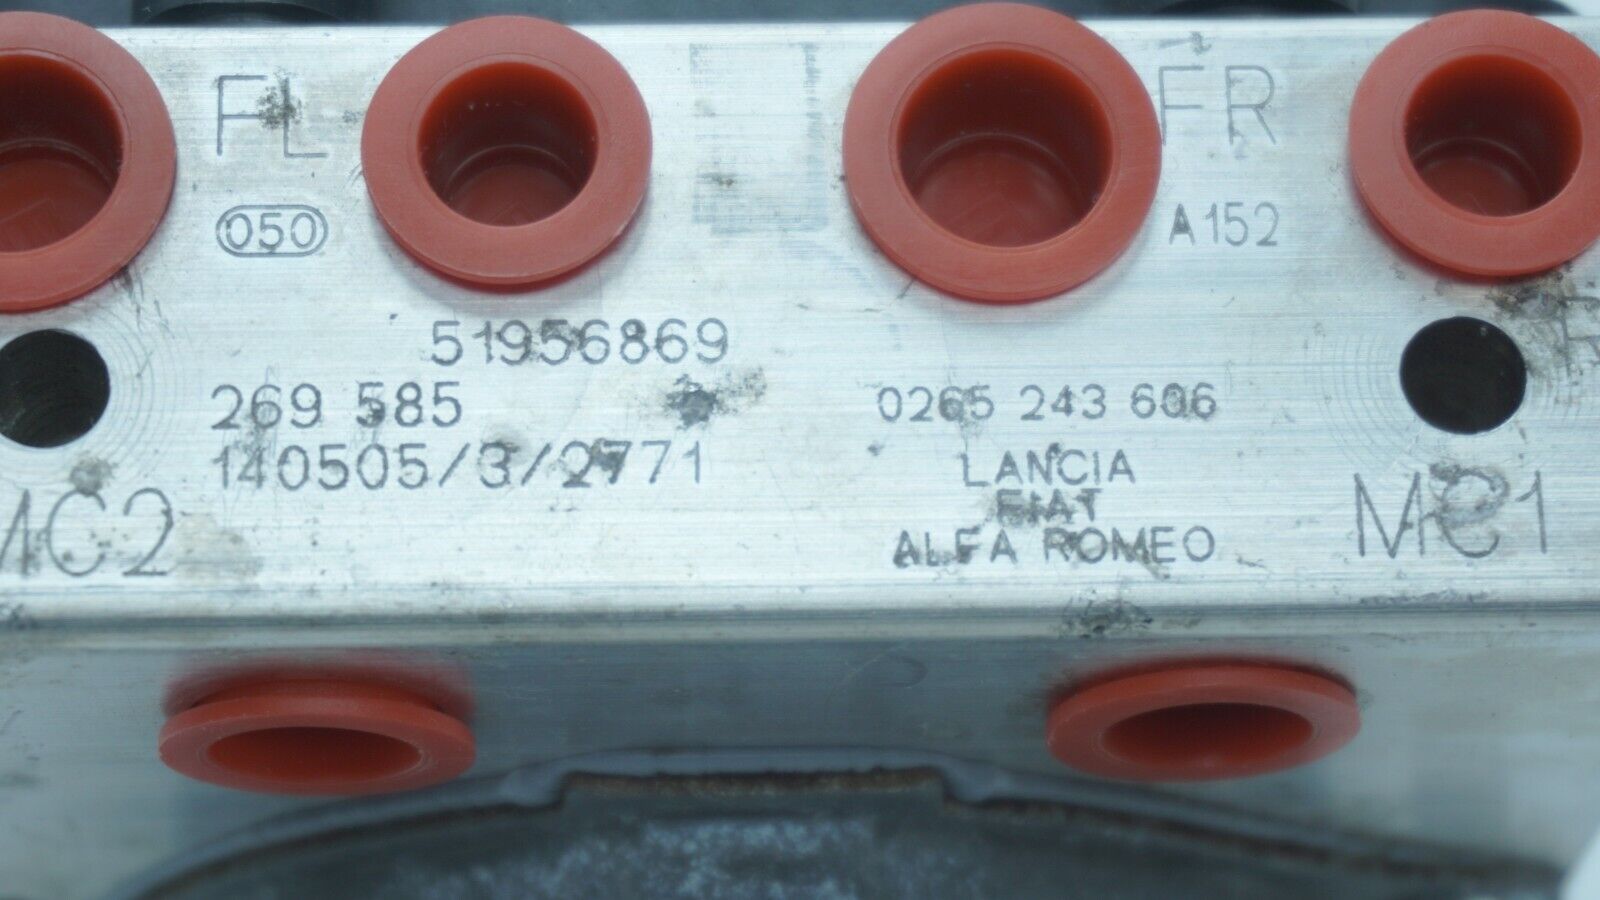 FL
FR
050
A152
51956869
269 585
140505/3/2771
0265 243 606
LANCIA
FIAT
ALFA ROMEO
MC2
MC1